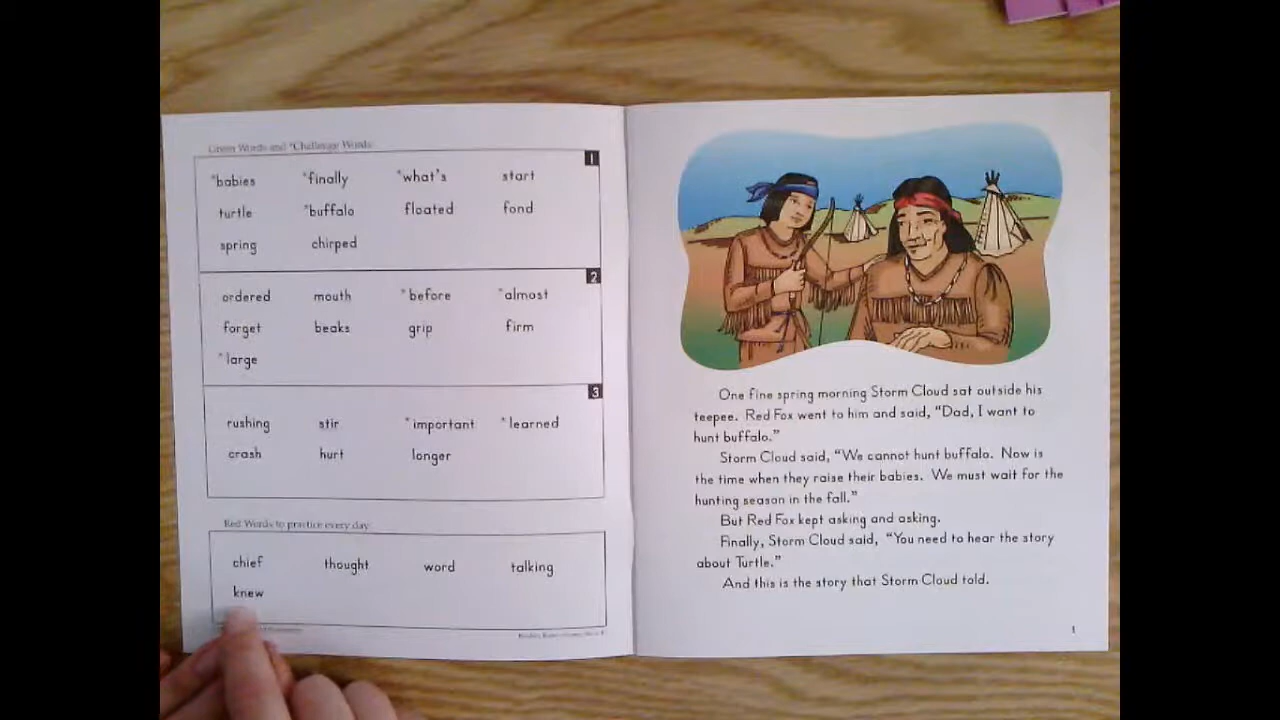 Green Words and *Challenge Words
1
*babies *finally *what's start
turtle *buffalo floated fond
spring chirped
2
ordered mouth *before *almost
forget beaks grip firm
*large
3
rushing stir *important *learned
crash hurt longer
Red Words to practice every day
chief thought word talking
knew
One fine spring morning Storm Cloud sat outside his
teepee. Red Fox went to him and said, "Dad, I want to
hunt buffalo."
Storm Cloud said, "We cannot hunt buffalo. Now is
the time when they raise their babies. We must wait for the
hunting season in the fall."
But Red Fox kept asking and asking.
Finally, Storm Cloud said, "You need to hear the story
about Turtle."
And this is the story that Storm Cloud told.
1